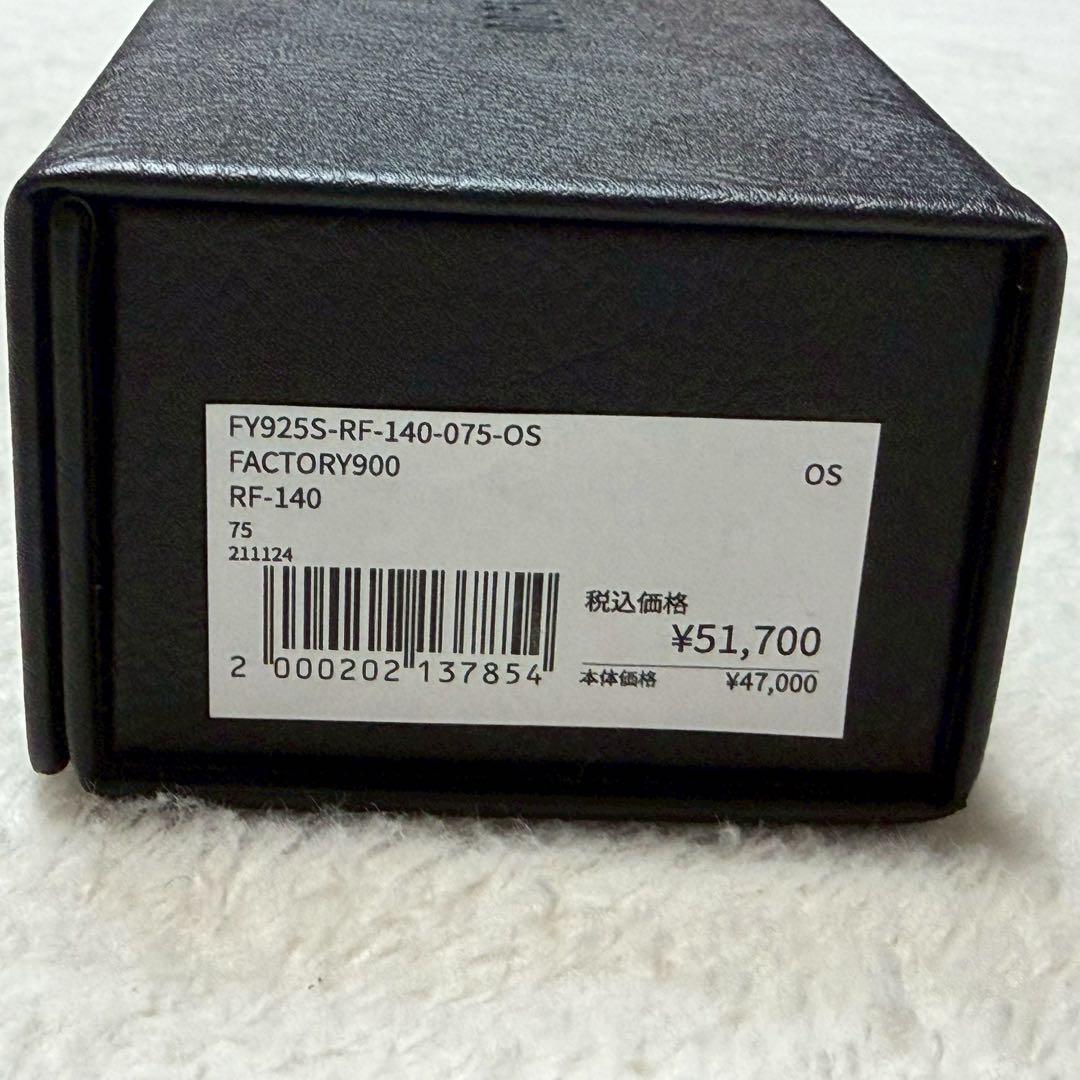 FY925S-RF-140-075-OS
FACTORY900
OS
RF-140
75
211124
税込価格
¥51,700
2 000202 137854
本体価格 ¥47,000